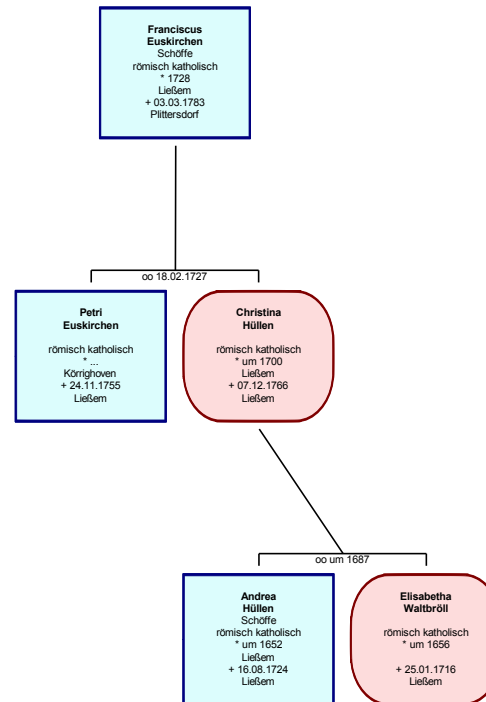 Franciscus
Euskirchen
Schöffe
römisch katholisch
* 1728
Ließem
+ 03.03.1783
Plittersdorf
oo 18.02.1727
Petri
Euskirchen
römisch katholisch
* ...
Körrighoven
+ 24.11.1755
Ließem
Christina
Hüllen
römisch katholisch
* um 1700
Ließem
+ 07.12.1766
Ließem
oo um 1687
Andrea
Hüllen
Schöffe
römisch katholisch
* um 1652
Ließem
+ 16.08.1724
Ließem
Elisabetha
Waltbröll
römisch katholisch
* um 1656
+ 25.01.1716
Ließem